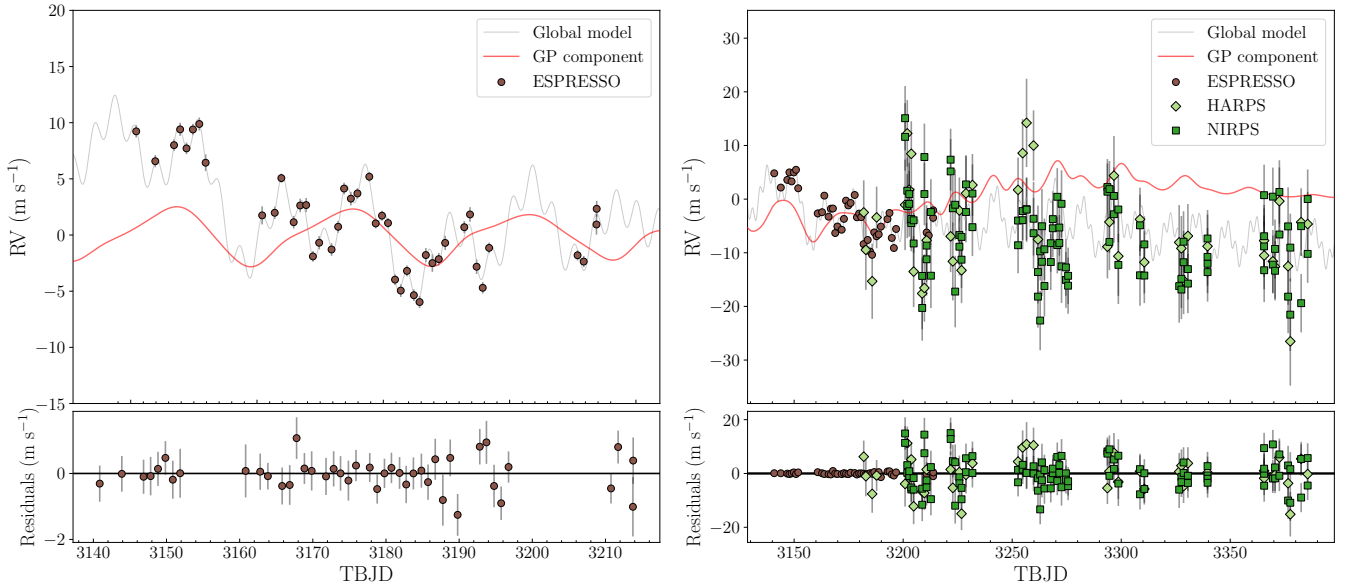 20
15
10
5
0
−5
−10
−15
RV (m s⁻¹)
Global model
GP component
ESPRESSO
0
−2
Residuals (m s⁻¹)
3140 3150 3160 3170 3180 3190 3200 3210
TBJD
30
20
10
0
−10
−20
−30
RV (m s⁻¹)
Global model
GP component
ESPRESSO
HARPS
NIRPS
20
0
−20
Residuals (m s⁻¹)
3150 3200 3250 3300 3350
TBJD